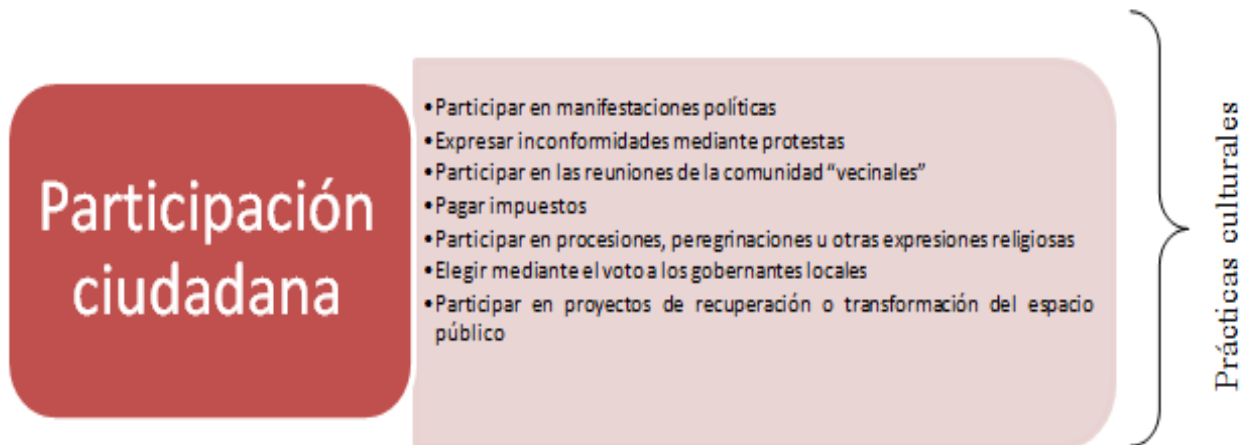 Participación
ciudadana
•Participar en manifestaciones políticas
•Expresar inconformidades mediante protestas
•Participar en las reuniones de la comunidad “vecinales”
•Pagar impuestos
•Participar en procesiones, peregrinaciones u otras expresiones religiosas
•Elegir mediante el voto a los gobernantes locales
•Participar en proyectos de recuperación o transformación del espacio
público
Prácticas culturales